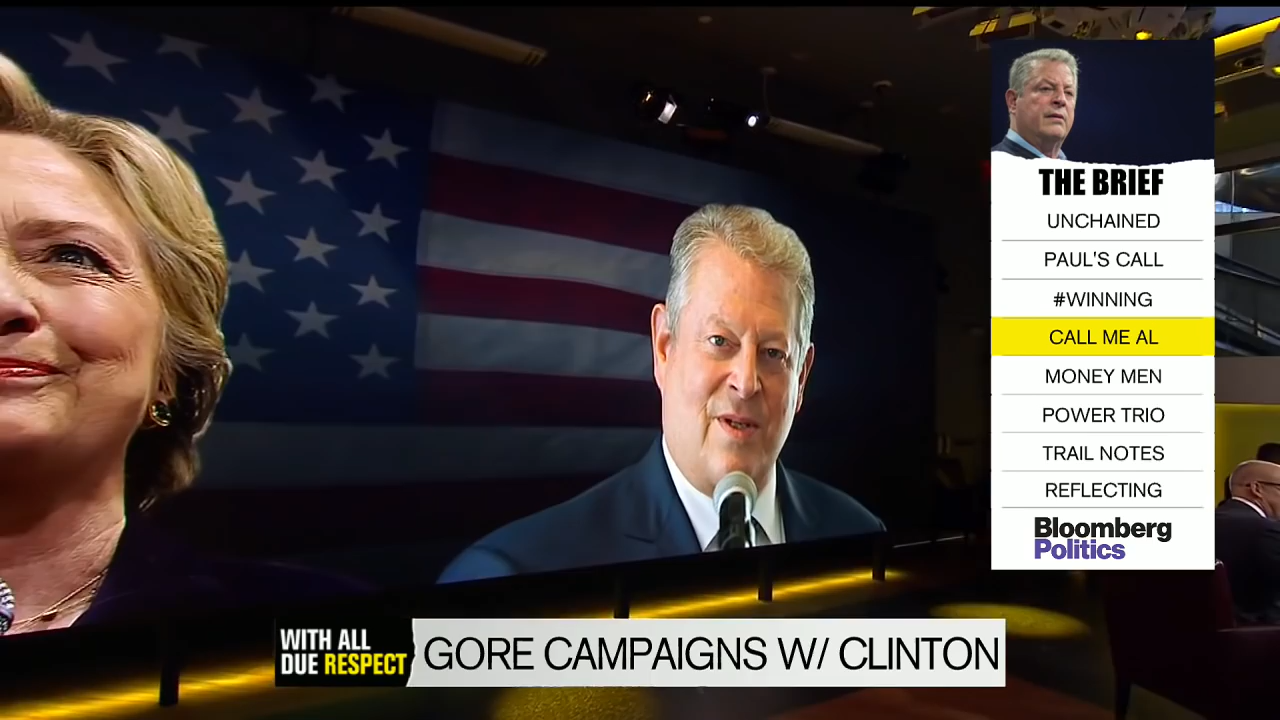 THE BRIEF
UNCHAINED
PAUL'S CALL
#WINNING
CALL ME AL
MONEY MEN
POWER TRIO
TRAIL NOTES
REFLECTING
Bloomberg
Politics
WITH ALL
DUE RESPECT
GORE CAMPAIGNS W/ CLINTON